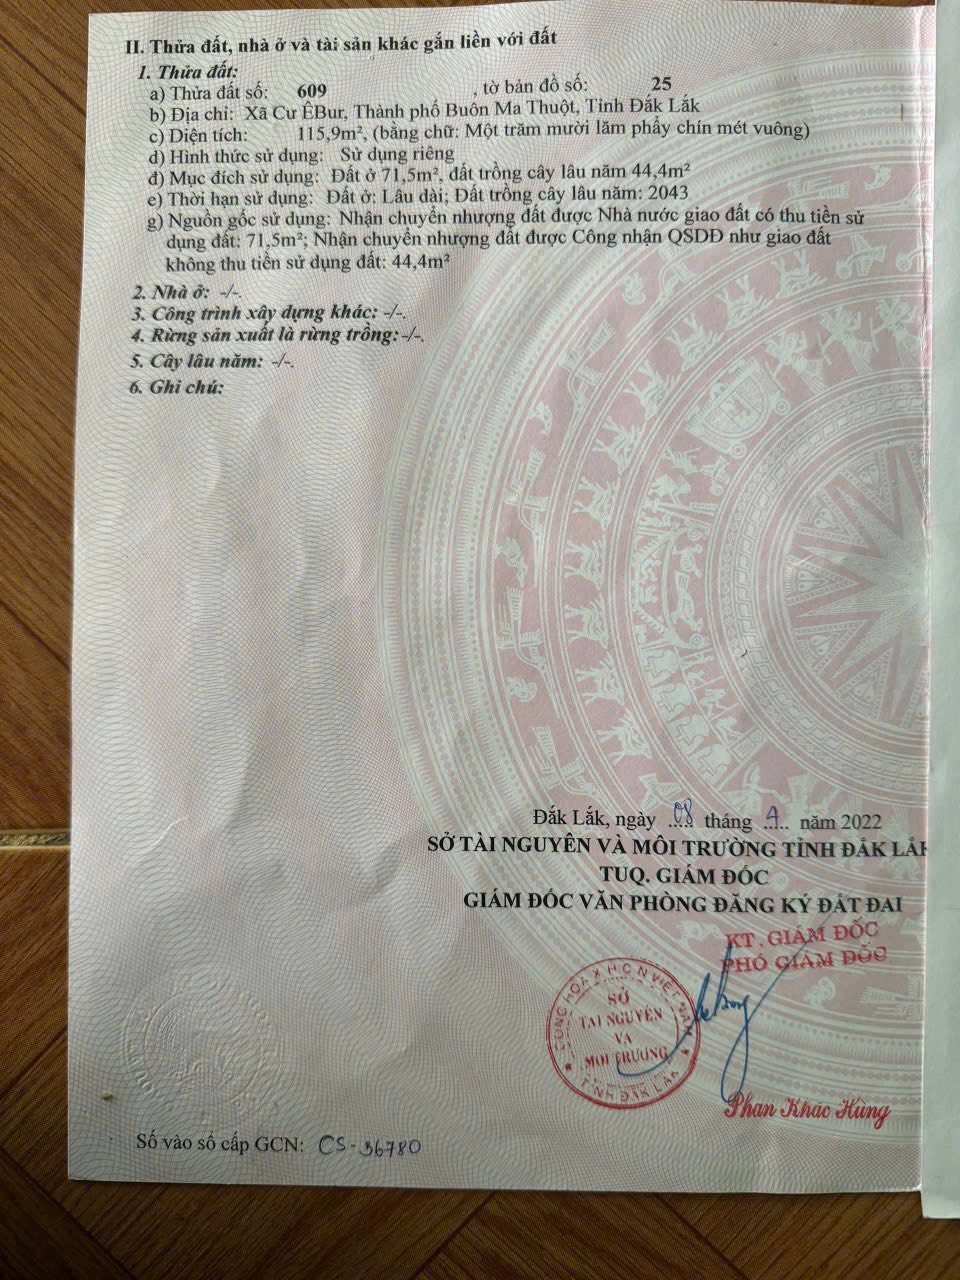 II. Thửa đất, nhà ở và tài sản khác gắn liền với đất
1. Thửa đất:
a) Thửa đất số: 609 , tờ bản đồ số: 25
b) Địa chỉ: Xã Cư ÊBur, Thành phố Buôn Ma Thuột, Tỉnh Đắk Lắk
c) Diện tích: 115,9m², (bằng chữ: Một trăm mười lăm phẩy chín mét vuông)
d) Hình thức sử dụng: Sử dụng riêng
đ) Mục đích sử dụng: Đất ở 71,5m², đất trồng cây lâu năm 44,4m²
e) Thời hạn sử dụng: Đất ở: Lâu dài; Đất trồng cây lâu năm: 2043
g) Nguồn gốc sử dụng: Nhận chuyển nhượng đất được Nhà nước giao đất có thu tiền sử
dụng đất: 71,5m²; Nhận chuyển nhượng đất được Công nhận QSDĐ như giao đất
không thu tiền sử dụng đất: 44,4m²
2. Nhà ở: -/-.
3. Công trình xây dựng khác: -/-.
4. Rừng sản xuất là rừng trồng: -/-.
5. Cây lâu năm: -/-.
6. Ghi chú:
Đắk Lắk, ngày 08 tháng 4 năm 2022
SỞ TÀI NGUYÊN VÀ MÔI TRƯỜNG TỈNH ĐẮK LẮK
TUQ. GIÁM ĐỐC
GIÁM ĐỐC VĂN PHÒNG ĐĂNG KÝ ĐẤT ĐAI
KT. GIÁM ĐỐC
PHÓ GIÁM ĐỐC
CỘNG HÒA X.H.C.N VIỆT NAM
SỞ
TÀI NGUYÊN
VÀ
MÔI TRƯỜNG
TỈNH ĐẮK LẮK
Phan Khắc Hùng
Số vào sổ cấp GCN: CS-36780